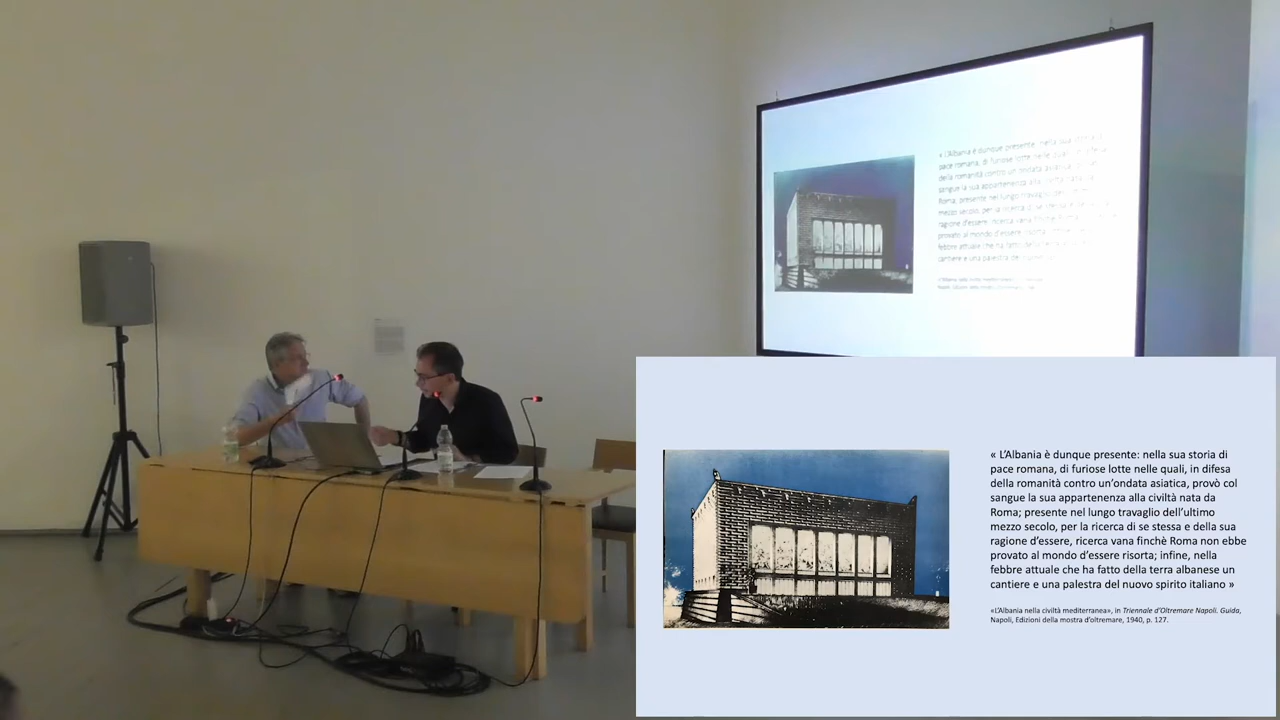 « L'Albania è dunque presente: nella sua storia di
pace romana, di furiose lotte nelle quali, in difesa
della romanità contro un'ondata asiatica, provò col
sangue la sua appartenenza alla civiltà nata da
Roma; presente nel lungo travaglio dell'ultimo
mezzo secolo, per la ricerca di se stessa e della sua
ragione d'essere, ricerca vana finchè Roma non ebbe
provato al mondo d'essere risorta; infine, nella
febbre attuale che ha fatto della terra albanese un
cantiere e una palestra del nuovo spirito italiano »
«L'Albania nella civiltà mediterranea», in Triennale d'Oltremare Napoli. Guida,
Napoli, Edizioni della mostra d'oltremare, 1940, p. 127.